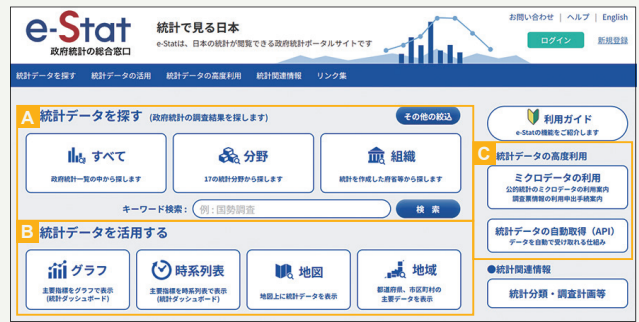 お問い合わせ | ヘルプ | English
e-Stat
政府統計の総合窓口
統計で見る日本
e-Statは、日本の統計が閲覧できる政府統計ポータルサイトです
ログイン
新規登録
統計データを探す 統計データの活用 統計データの高度利用 統計関連情報 リンク集
A 統計データを探す (政府統計の調査結果を探します)
その他の絞込
すべて
政府統計一覧の中から探します
分野
17の統計分野から探します
組織
統計を作成した府省等から探します
キーワード検索: 例:国勢調査
検 索
B 統計データを活用する
グラフ
主要指標をグラフで表示
(統計ダッシュボード)
時系列表
主要指標を時系列表で表示
(統計ダッシュボード)
地図
地図上に統計データを表示
地域
都道府県、市区町村の
主要データを表示
利用ガイド
e-Statの機能をご紹介します
C 統計データの高度利用
ミクロデータの利用
公的統計のミクロデータの利用案内
調査票情報の利用申出手続案内
統計データの自動取得(API)
データを自動で受け取れる仕組み
●統計関連情報
統計分類・調査計画等